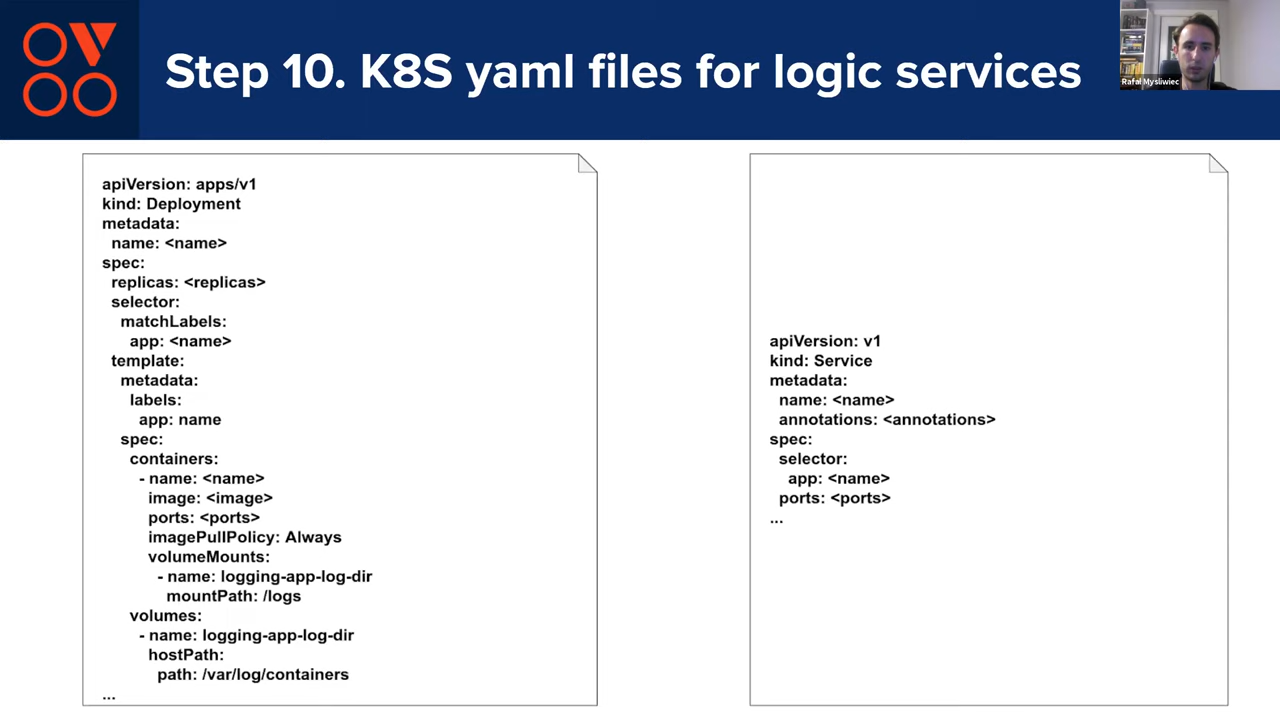 Step 10. K8S yaml files for logic services
Rafał Myśliwiec
apiVersion: apps/v1
kind: Deployment
metadata:
  name: <name>
spec:
  replicas: <replicas>
  selector:
    matchLabels:
      app: <name>
  template:
    metadata:
      labels:
        app: name
    spec:
      containers:
        - name: <name>
          image: <image>
          ports: <ports>
          imagePullPolicy: Always
          volumeMounts:
            - name: logging-app-log-dir
              mountPath: /logs
      volumes:
        - name: logging-app-log-dir
          hostPath:
            path: /var/log/containers
...
apiVersion: v1
kind: Service
metadata:
  name: <name>
  annotations: <annotations>
spec:
  selector:
    app: <name>
  ports: <ports>
...